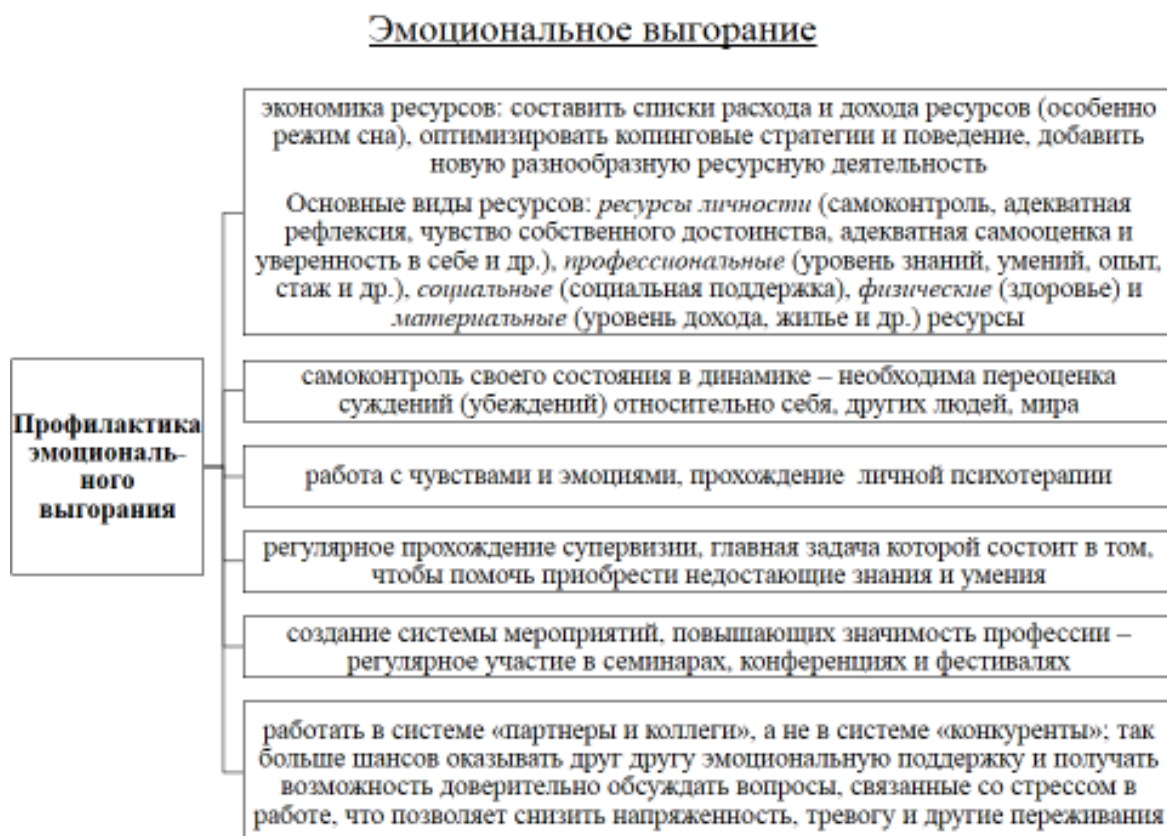 Эмоциональное выгорание
экономика ресурсов: составить списки расхода и дохода ресурсов (особенно
режим сна), оптимизировать копинговые стратегии и поведение, добавить
новую разнообразную ресурсную деятельность
Основные виды ресурсов: ресурсы личности (самоконтроль, адекватная
рефлексия, чувство собственного достоинства, адекватная самооценка и
уверенность в себе и др.), профессиональные (уровень знаний, умений, опыт,
стаж и др.), социальные (социальная поддержка), физические (здоровье) и
материальные (уровень дохода, жилье и др.) ресурсы
самоконтроль своего состояния в динамике – необходима переоценка
суждений (убеждений) относительно себя, других людей, мира
Профилактика
эмоциональ-
ного
выгорания
работа с чувствами и эмоциями, прохождение личной психотерапии
регулярное прохождение супервизии, главная задача которой состоит в том,
чтобы помочь приобрести недостающие знания и умения
создание системы мероприятий, повышающих значимость профессии –
регулярное участие в семинарах, конференциях и фестивалях
работать в системе «партнеры и коллеги», а не в системе «конкуренты»; так
больше шансов оказывать друг другу эмоциональную поддержку и получать
возможность доверительно обсуждать вопросы, связанные со стрессом в
работе, что позволяет снизить напряженность, тревогу и другие переживания